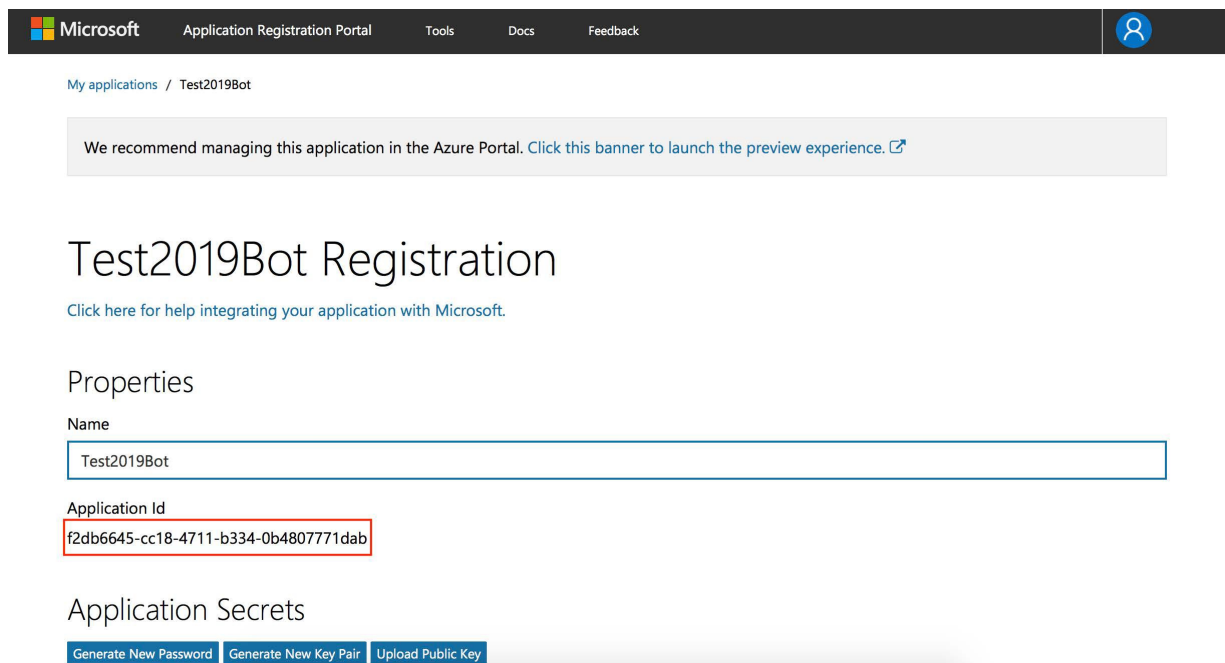 Microsoft Application Registration Portal Tools Docs Feedback
My applications / Test2019Bot
We recommend managing this application in the Azure Portal. Click this banner to launch the preview experience.
Test2019Bot Registration
Click here for help integrating your application with Microsoft.
Properties
Name
Test2019Bot
Application Id
f2db6645-cc18-4711-b334-0b4807771dab
Application Secrets
Generate New Password Generate New Key Pair Upload Public Key